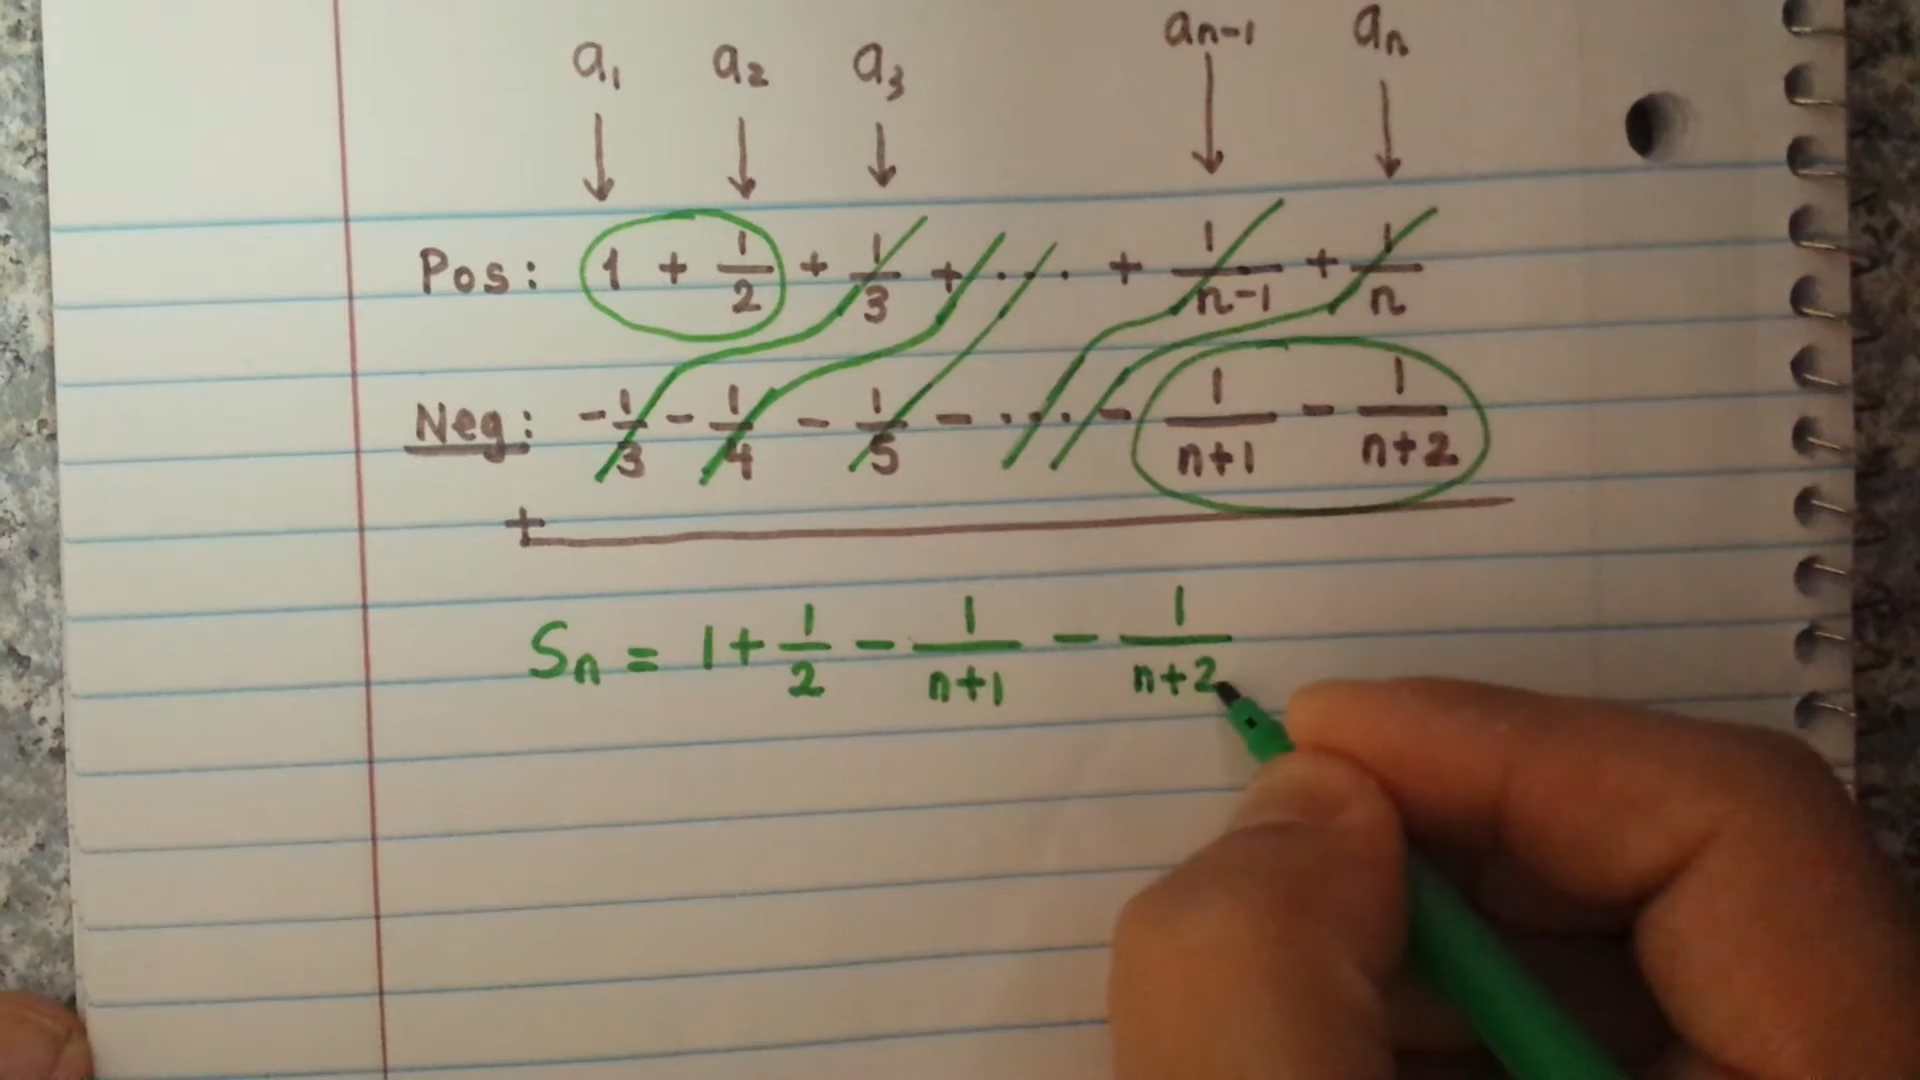 a₁ a₂ a₃ aₙ₋₁ aₙ
Pos: 1 + 1/2 + 1/3 + .... + 1/(n-1) + 1/n
Neg: -1/3 - 1/4 - 1/5 - .... - 1/(n+1) - 1/(n+2)
+
Sₙ = 1 + 1/2 - 1/(n+1) - 1/(n+2)